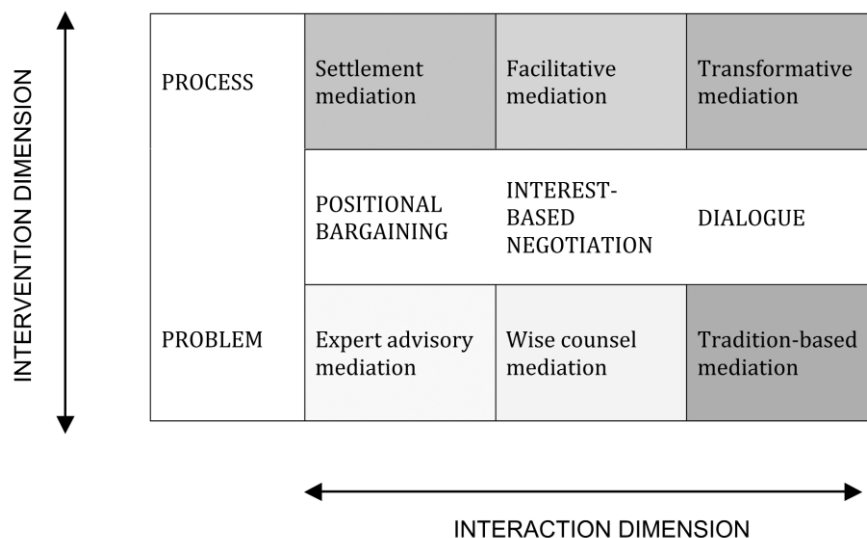 INTERVENTION DIMENSION
PROCESS
Settlement
mediation
Facilitative
mediation
Transformative
mediation
POSITIONAL
BARGAINING
INTEREST-
BASED
NEGOTIATION
DIALOGUE
PROBLEM
Expert advisory
mediation
Wise counsel
mediation
Tradition-based
mediation
INTERACTION DIMENSION